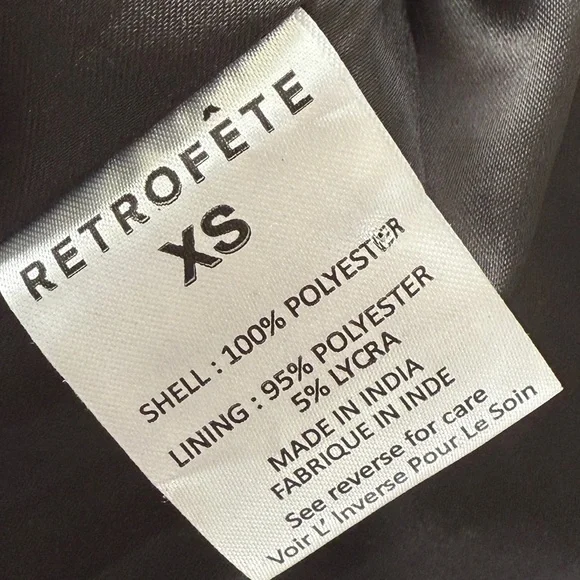 RETROFÊTE
XS
SHELL : 100% POLYESTER
LINING : 95% POLYESTER
5% LYCRA
MADE IN INDIA
FABRIQUE IN INDE
See reverse for care
Voir L' Inverse Pour Le Soin